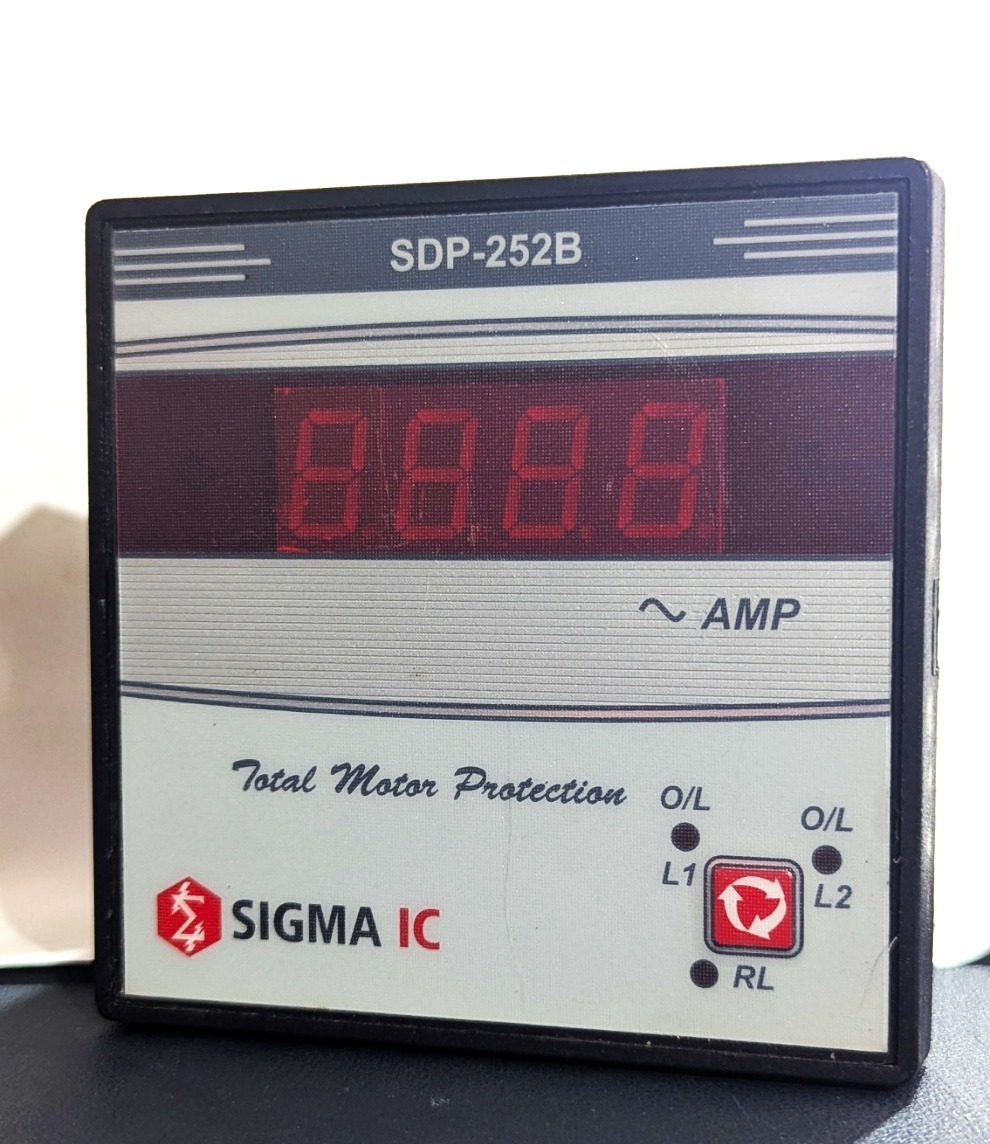 SDP-252B
∿ AMP
Total Motor Protection
O/L
O/L
L1
L2
SIGMA IC
RL